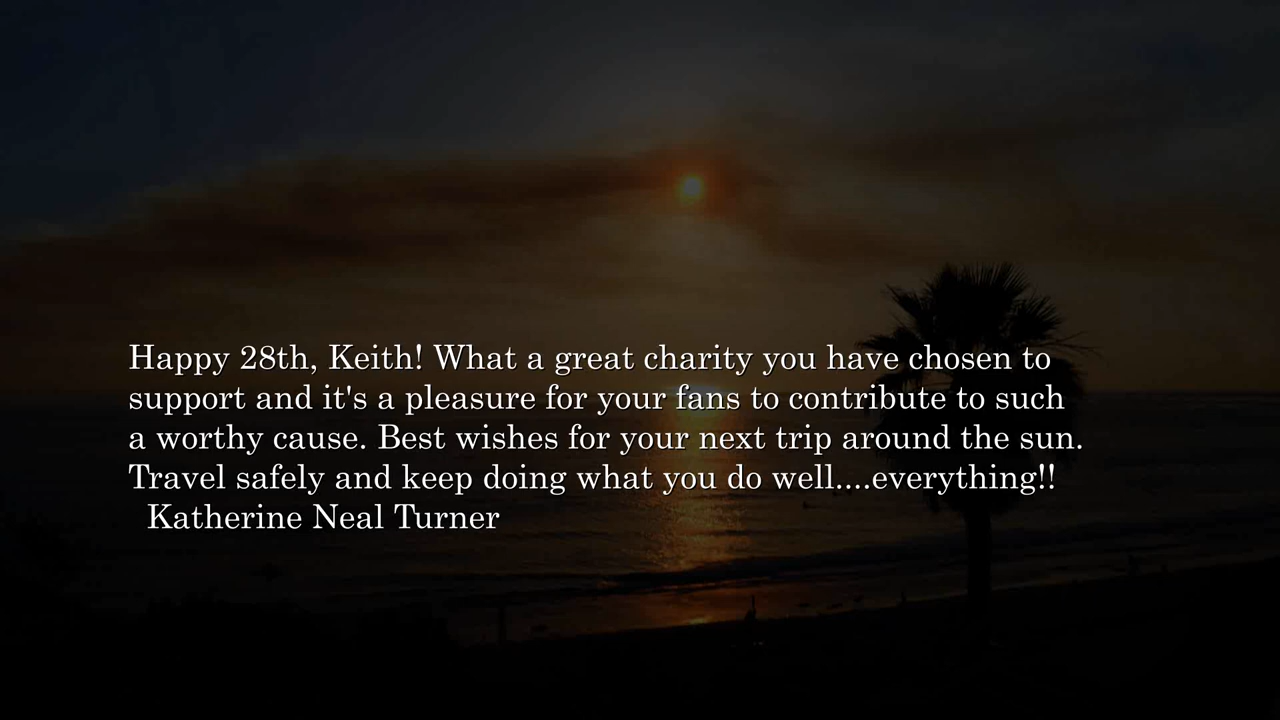 Happy 28th, Keith! What a great charity you have chosen to
support and it's a pleasure for your fans to contribute to such
a worthy cause. Best wishes for your next trip around the sun.
Travel safely and keep doing what you do well....everything!!
Katherine Neal Turner